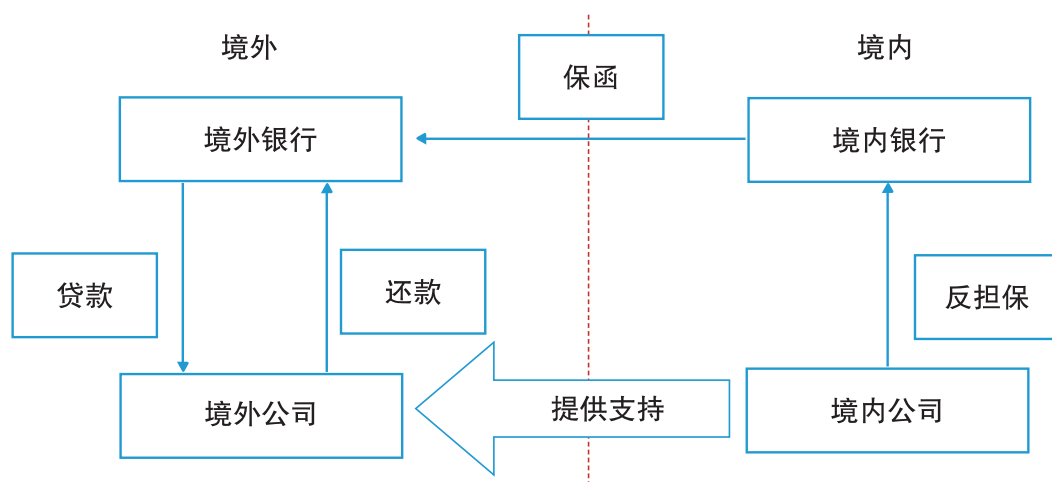 境外
境内
保函
境外银行
境内银行
贷款
还款
反担保
境外公司
提供支持
境内公司